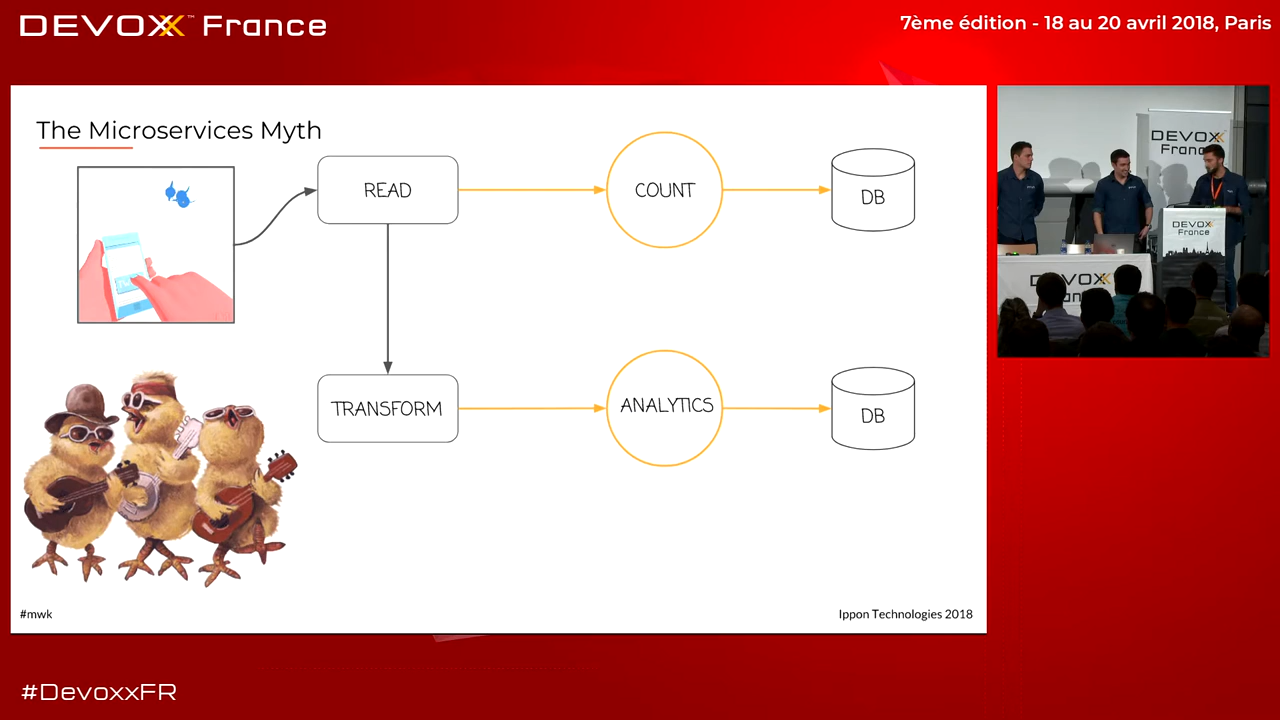 DEVOXX™ France
7ème édition - 18 au 20 avril 2018, Paris
The Microservices Myth
READ
COUNT
DB
TRANSFORM
ANALYTICS
DB
#mwk
Ippon Technologies 2018
DEVOXX
France
DEVOXX
France
DEVOXX
#DevoxxFR